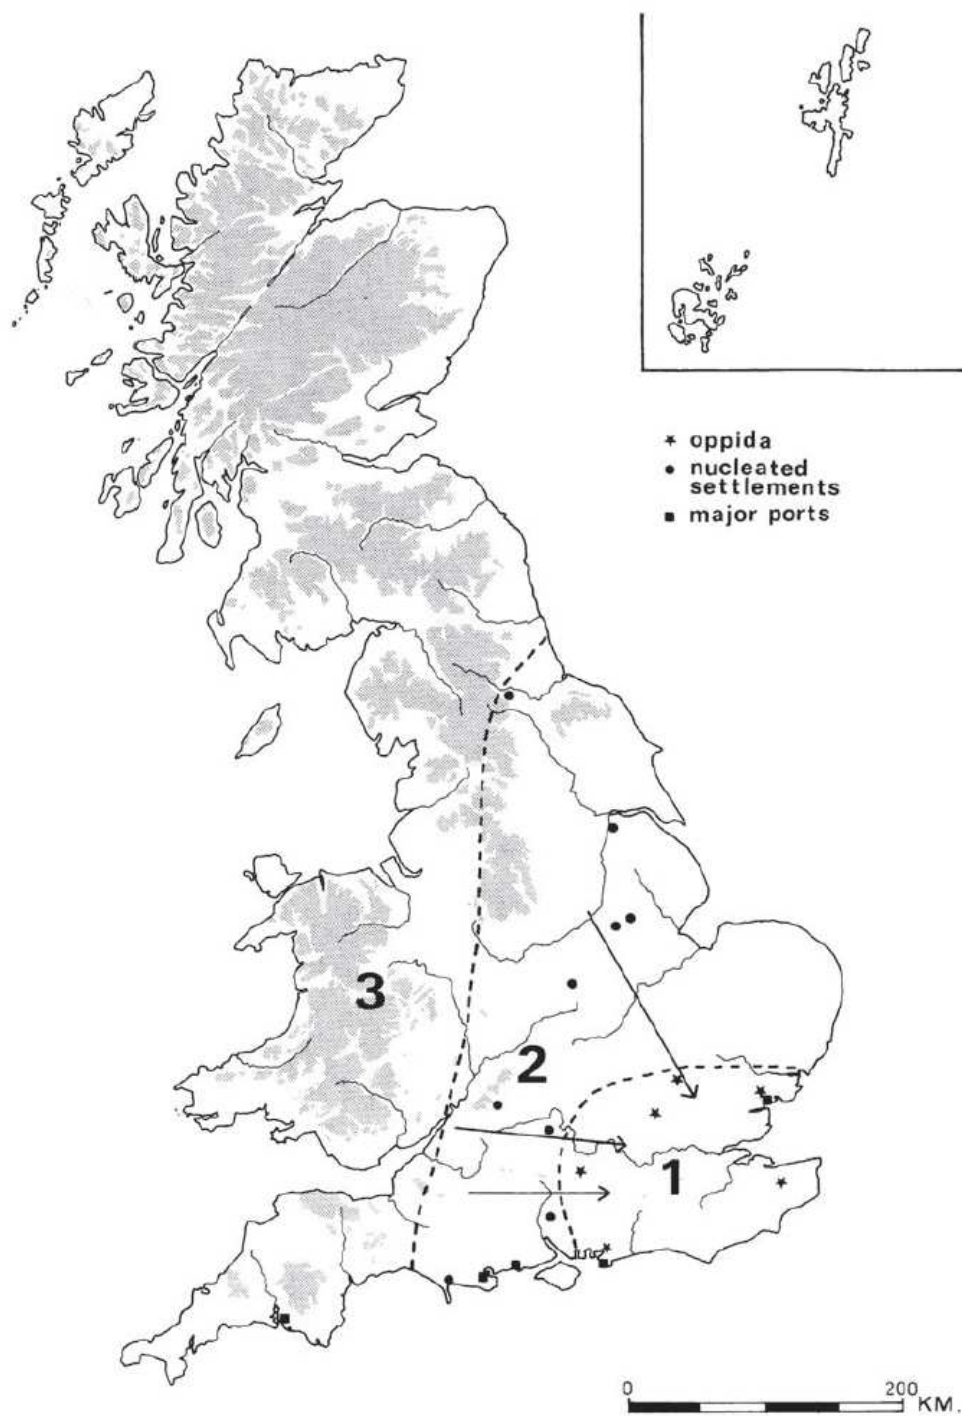 ★ oppida
● nucleated
settlements
■ major ports
3
2
1
0 200 KM.